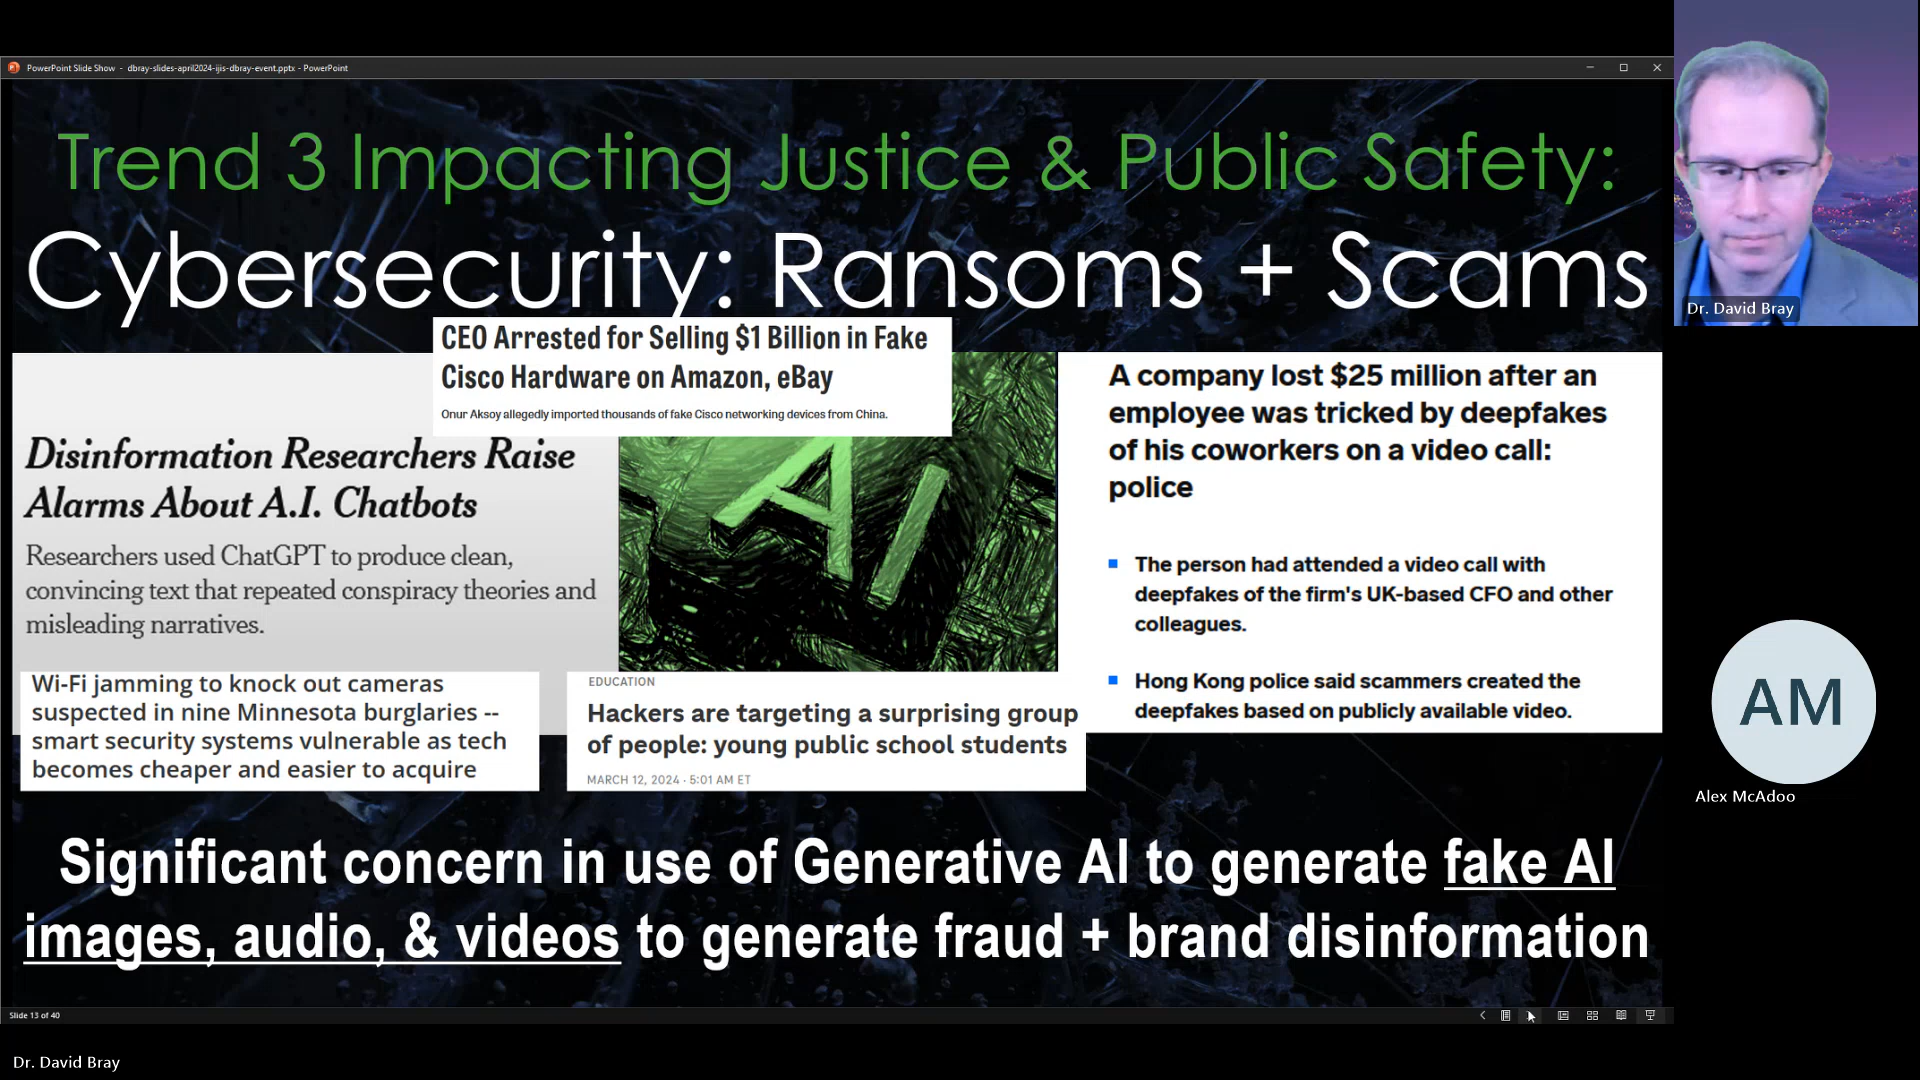 PowerPoint Slide Show - dbray-slides-april2024-ijis-dbray-event.pptx - PowerPoint
Trend 3 Impacting Justice & Public Safety:
Cybersecurity: Ransoms + Scams
CEO Arrested for Selling $1 Billion in Fake
Cisco Hardware on Amazon, eBay
Onur Aksoy allegedly imported thousands of fake Cisco networking devices from China.
Disinformation Researchers Raise
Alarms About A.I. Chatbots
Researchers used ChatGPT to produce clean,
convincing text that repeated conspiracy theories and
misleading narratives.
AI
A company lost $25 million after an
employee was tricked by deepfakes
of his coworkers on a video call:
police
The person had attended a video call with
deepfakes of the firm's UK-based CFO and other
colleagues.
Hong Kong police said scammers created the
deepfakes based on publicly available video.
Wi-Fi jamming to knock out cameras
suspected in nine Minnesota burglaries --
smart security systems vulnerable as tech
becomes cheaper and easier to acquire
EDUCATION
Hackers are targeting a surprising group
of people: young public school students
MARCH 12, 2024 · 5:01 AM ET
Significant concern in use of Generative AI to generate fake AI
images, audio, & videos to generate fraud + brand disinformation
Slide 13 of 40
Dr. David Bray
Dr. David Bray
AM
Alex McAdoo